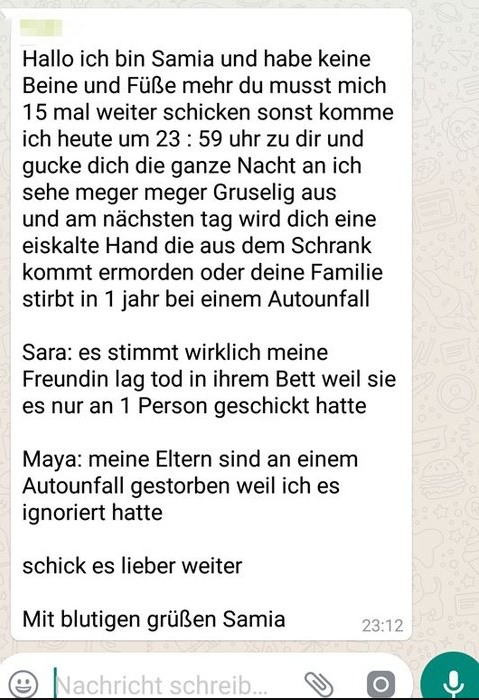 Hallo ich bin Samia und habe keine
Beine und Füße mehr du musst mich
15 mal weiter schicken sonst komme
ich heute um 23 : 59 uhr zu dir und
gucke dich die ganze Nacht an ich
sehe meger meger Gruselig aus
und am nächsten tag wird dich eine
eiskalte Hand die aus dem Schrank
kommt ermorden oder deine Familie
stirbt in 1 jahr bei einem Autounfall
Sara: es stimmt wirklich meine
Freundin lag tod in ihrem Bett weil sie
es nur an 1 Person geschickt hatte
Maya: meine Eltern sind an einem
Autounfall gestorben weil ich es
ignoriert hatte
schick es lieber weiter
Mit blutigen grüßen Samia
23:12
Nachricht schreib...